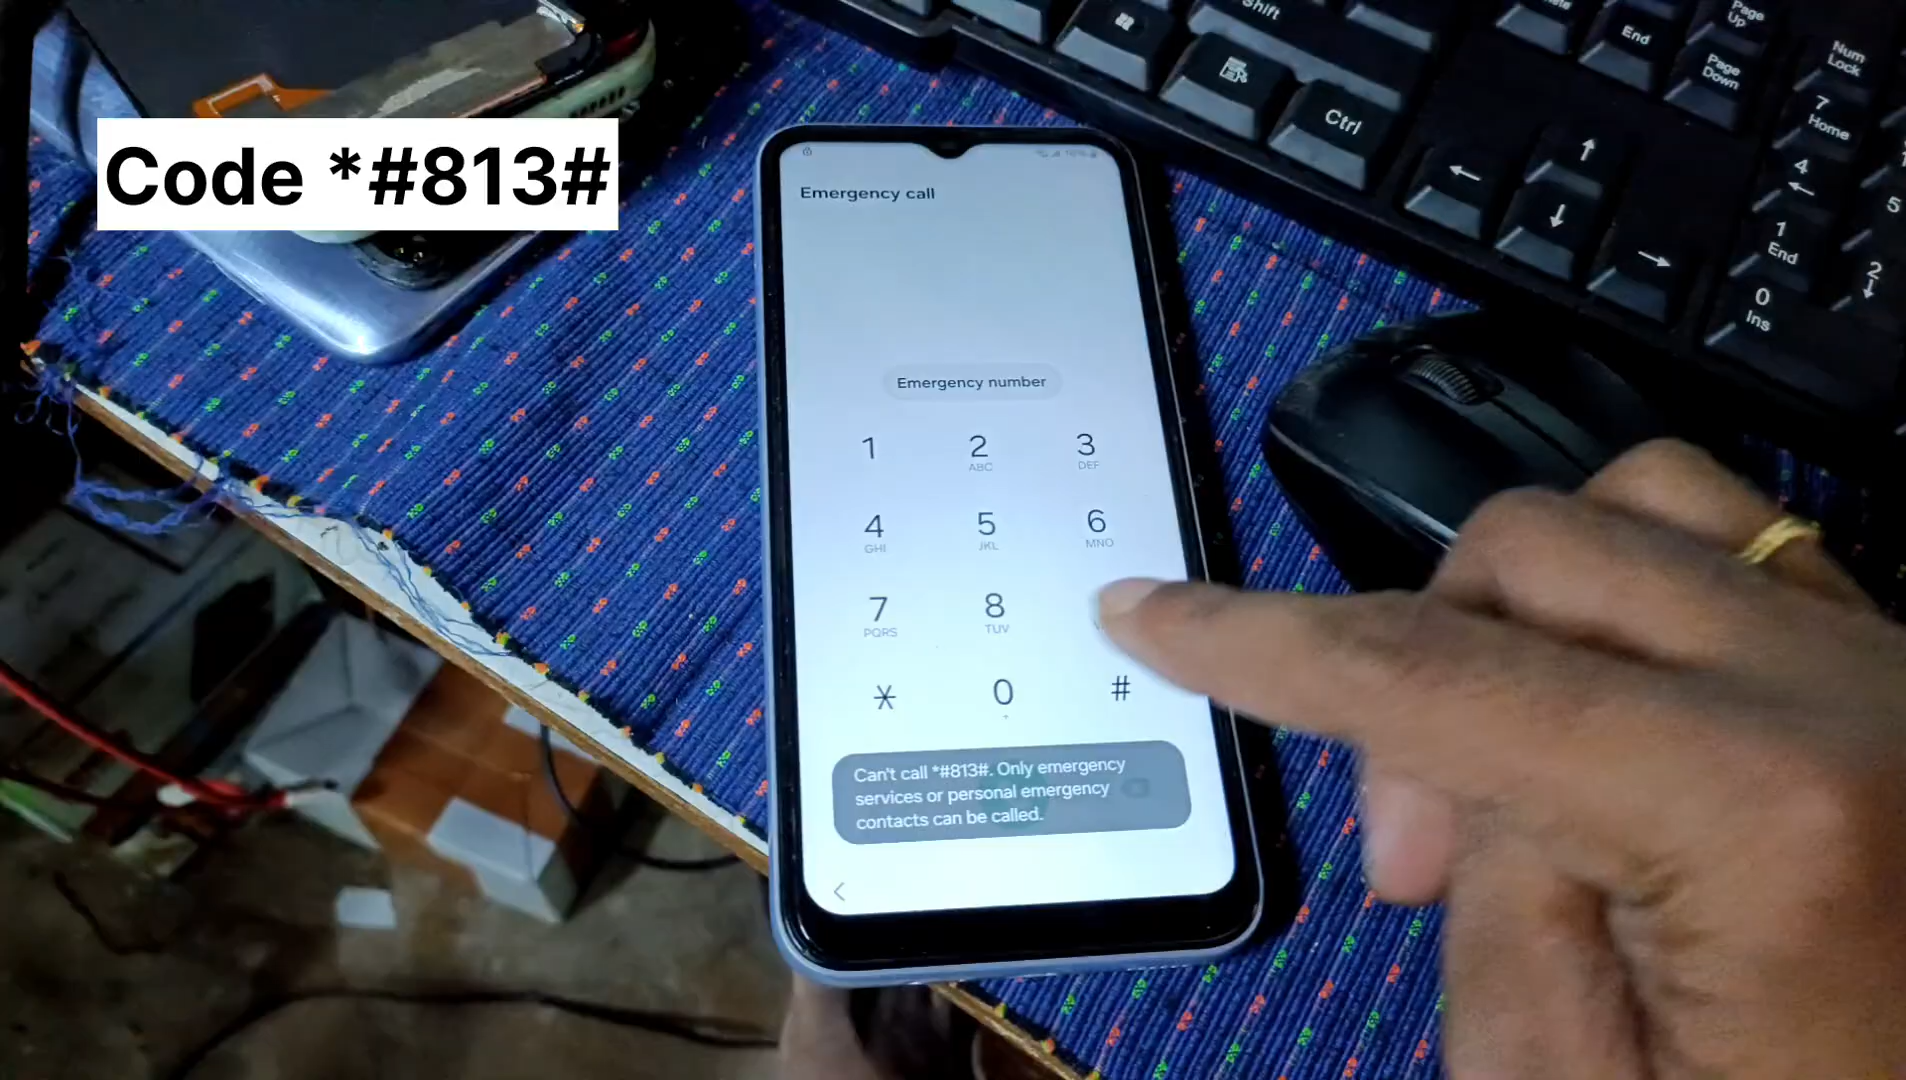 Code *#813#
Emergency call
Emergency number
1
2
ABC
3
DEF
4
GHI
5
JKL
6
MNO
7
PQRS
8
TUV
*
0
+
#
Can't call *#813#. Only emergency
services or personal emergency
contacts can be called.
Shift
Ctrl
End
Page
Up
Page
Down
Num
Lock
7
Home
4
←
5
1
End
2
↓
0
Ins
↑
←
↓
→